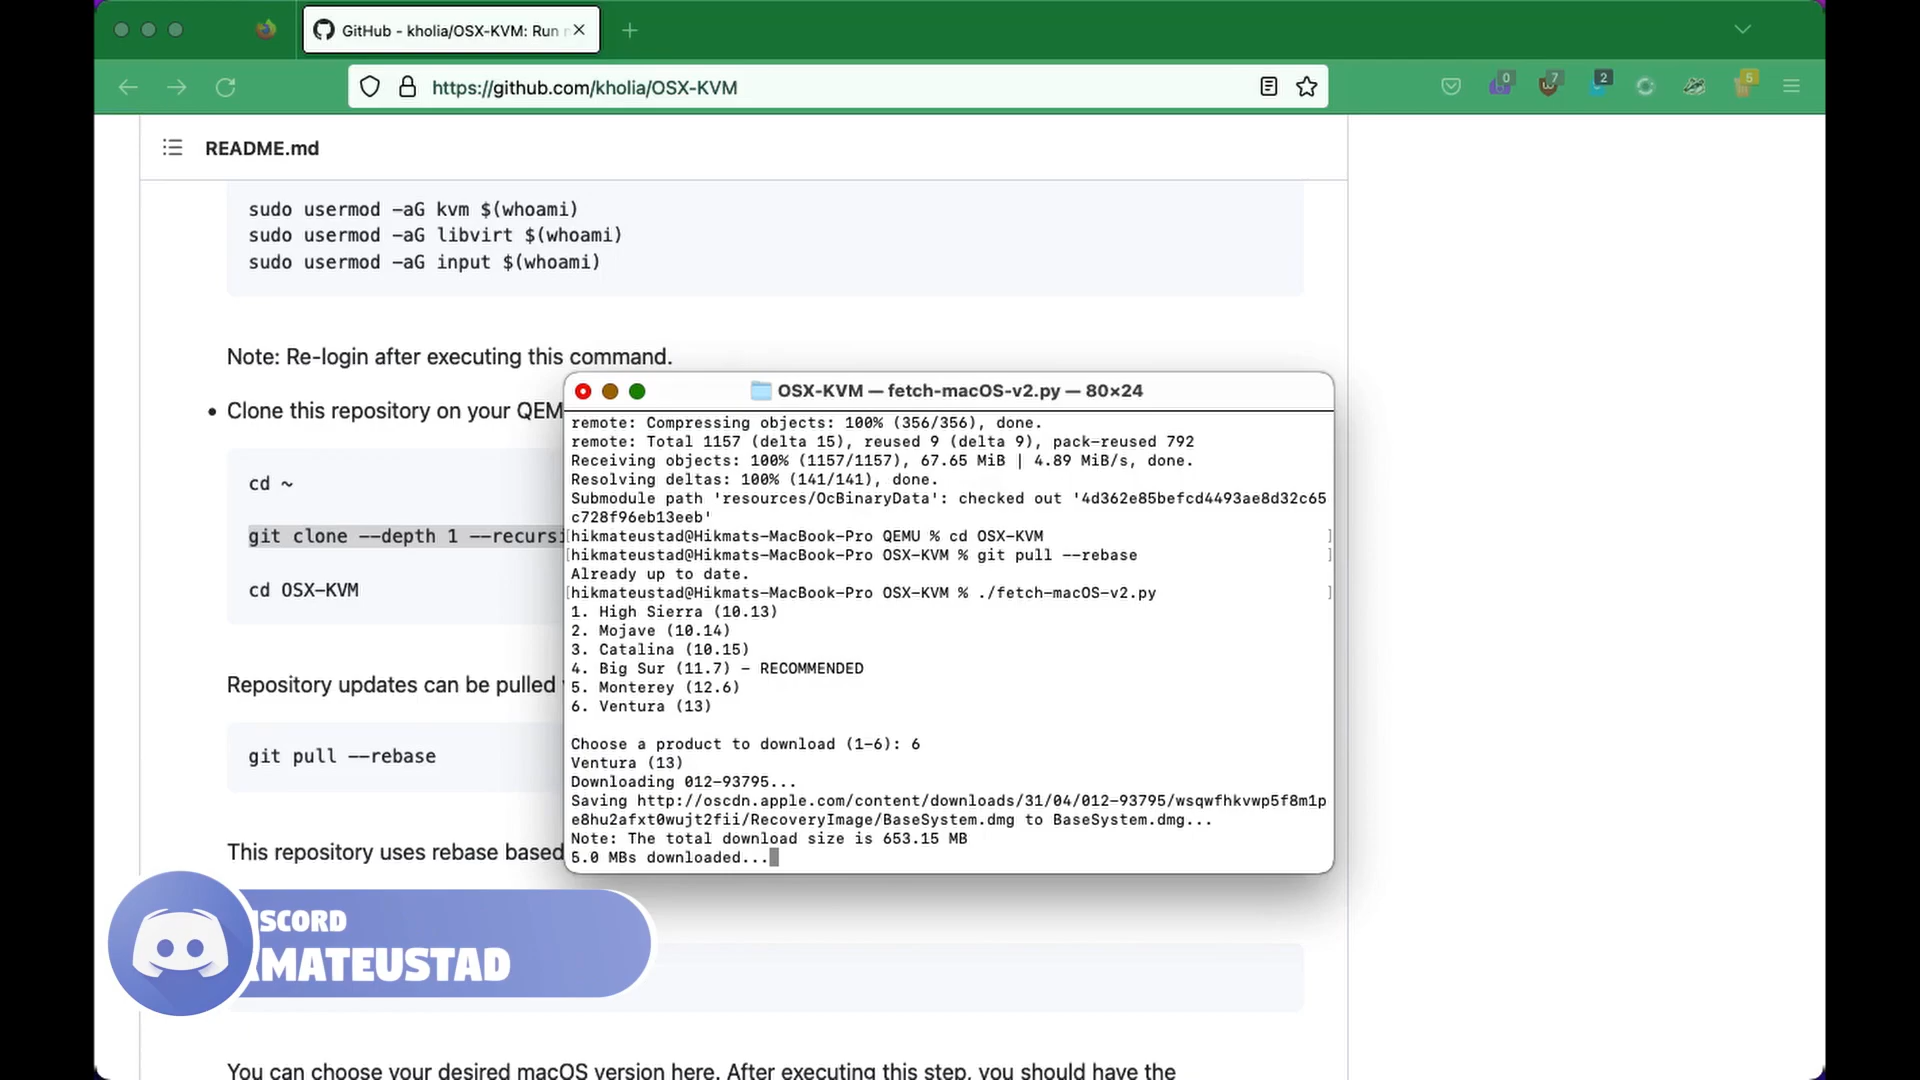 GitHub - kholia/OSX-KVM: Run
https://github.com/kholia/OSX-KVM
0
7
2
5
README.md
sudo usermod -aG kvm $(whoami)
sudo usermod -aG libvirt $(whoami)
sudo usermod -aG input $(whoami)
Note: Re-login after executing this command.
• Clone this repository on your QEM
cd ~
git clone --depth 1 --recursi
cd OSX-KVM
Repository updates can be pulled
git pull --rebase
This repository uses rebase based
OSX-KVM — fetch-macOS-v2.py — 80×24
remote: Compressing objects: 100% (356/356), done.
remote: Total 1157 (delta 15), reused 9 (delta 9), pack-reused 792
Receiving objects: 100% (1157/1157), 67.65 MiB | 4.89 MiB/s, done.
Resolving deltas: 100% (141/141), done.
Submodule path 'resources/OcBinaryData': checked out '4d362e85befcd4493ae8d32c65
c728f96eb13eeb'
[hikmateustad@Hikmats-MacBook-Pro QEMU % cd OSX-KVM ]
[hikmateustad@Hikmats-MacBook-Pro OSX-KVM % git pull --rebase ]
Already up to date.
[hikmateustad@Hikmats-MacBook-Pro OSX-KVM % ./fetch-macOS-v2.py ]
1. High Sierra (10.13)
2. Mojave (10.14)
3. Catalina (10.15)
4. Big Sur (11.7) - RECOMMENDED
5. Monterey (12.6)
6. Ventura (13)
Choose a product to download (1-6): 6
Ventura (13)
Downloading 012-93795...
Saving http://oscdn.apple.com/content/downloads/31/04/012-93795/wsqwfhkvwp5f8m1p
e8hu2afxt0wujt2fii/RecoveryImage/BaseSystem.dmg to BaseSystem.dmg...
Note: The total download size is 653.15 MB
5.0 MBs downloaded...
ISCORD
MATEUSTAD
You can choose your desired macOS version here. After executing this step, you should have the